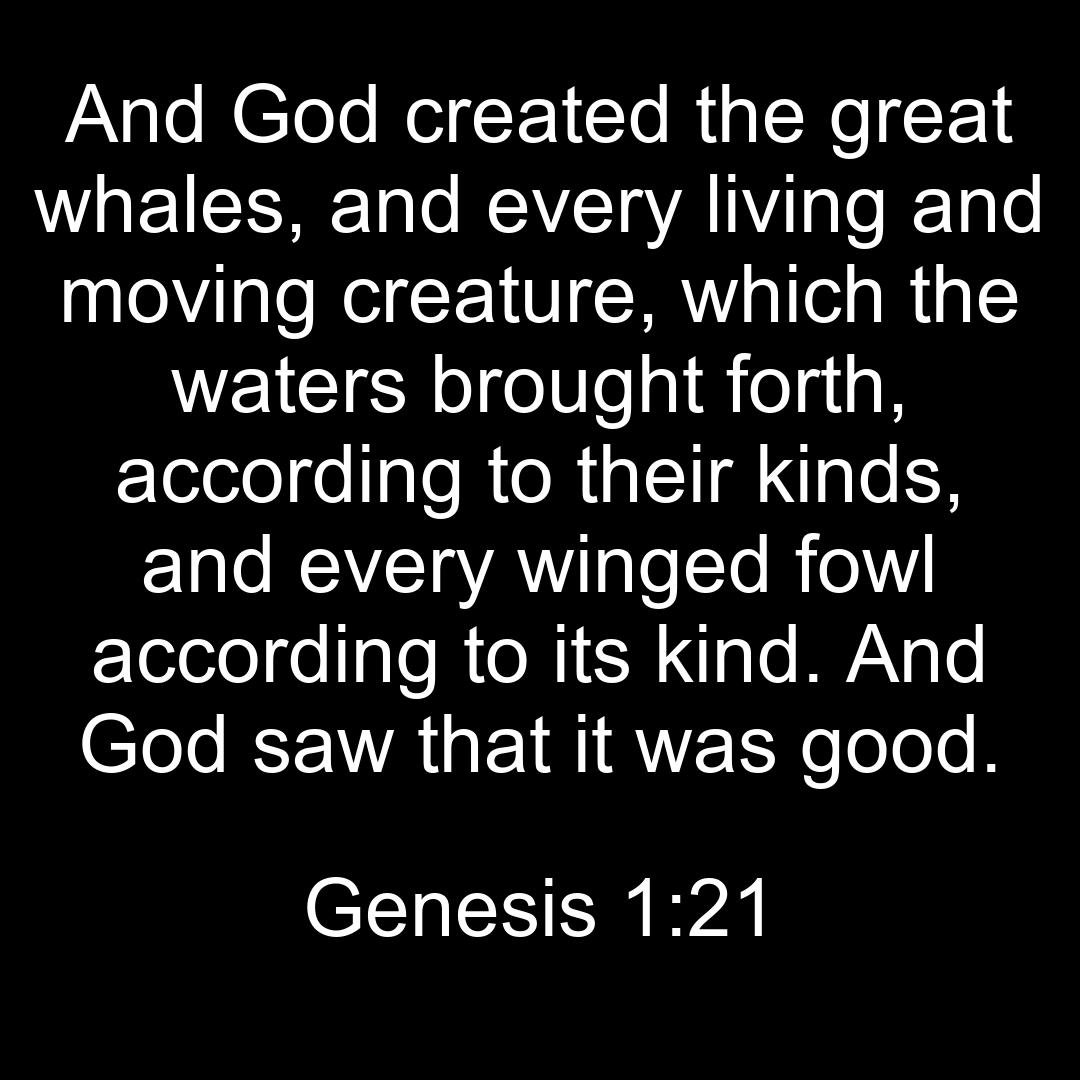 And God created the great
whales, and every living and
moving creature, which the
waters brought forth,
according to their kinds,
and every winged fowl
according to its kind. And
God saw that it was good.
Genesis 1:21